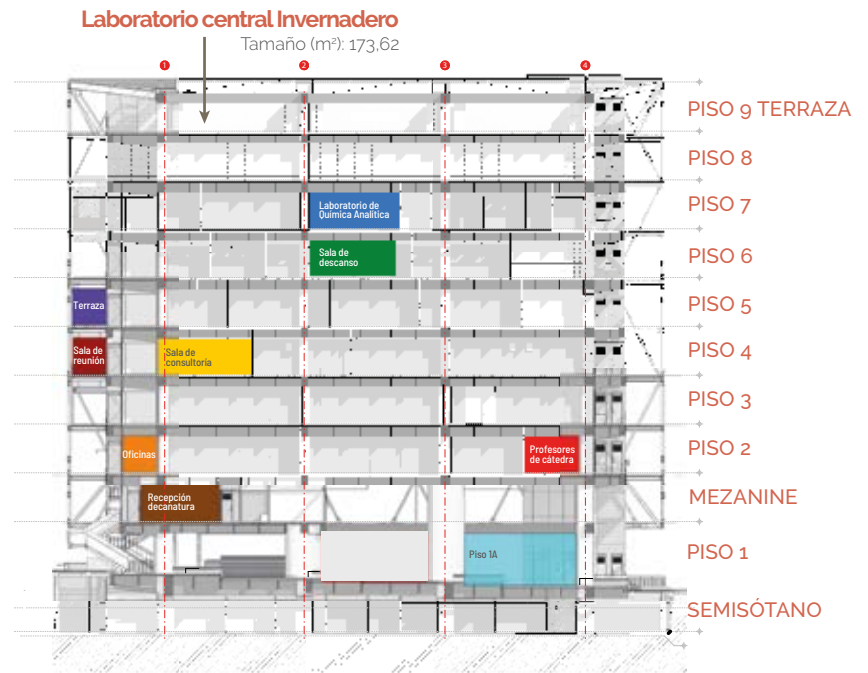 Laboratorio central Invernadero
Tamaño (m²): 173,62
1
2
3
4
PISO 9 TERRAZA
PISO 8
Laboratorio de
Química Analítica
PISO 7
Sala de
descanso
PISO 6
Terraza
PISO 5
Sala de
reunión
Sala de
consultoría
PISO 4
PISO 3
Oficinas
Profesores
de cátedra
PISO 2
Recepción
decanatura
MEZANINE
Piso 1A
PISO 1
SEMISÓTANO